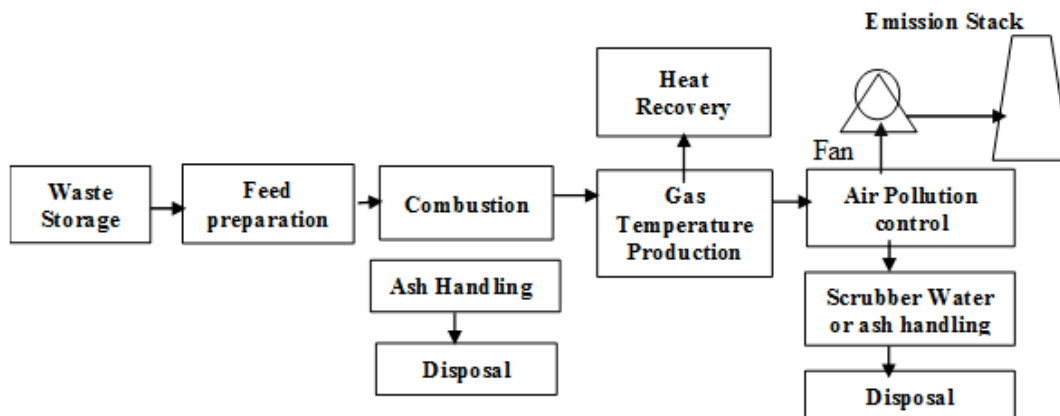 Emission Stack
Heat
Recovery
Fan
Waste
Storage
Feed
preparation
Combustion
Gas
Temperature
Production
Air Pollution
control
Ash Handling
Disposal
Scrubber Water
or ash handling
Disposal